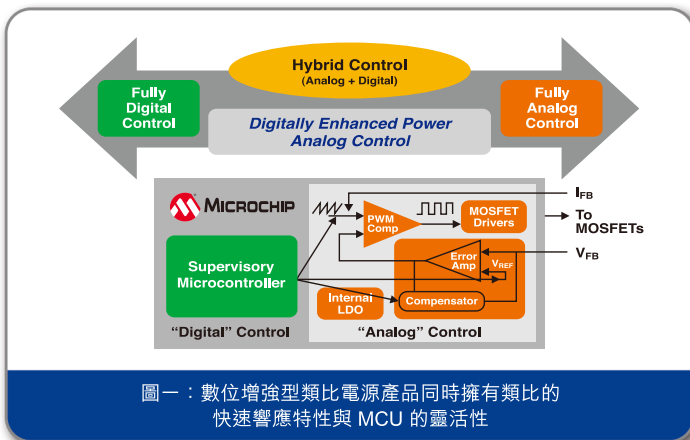 Hybrid Control
(Analog + Digital)
Fully
Digital
Control
Digitally Enhanced Power
Analog Control
Fully
Analog
Control
MICROCHIP
I FB
PWM
Comp
MOSFET
Drivers
To
MOSFETs
V FB
Error
Amp
V REF
Supervisory
Microcontroller
Internal
LDO
Compensator
“Digital” Control
“Analog” Control
圖一：數位增強型類比電源產品同時擁有類比的
快速響應特性與 MCU 的靈活性